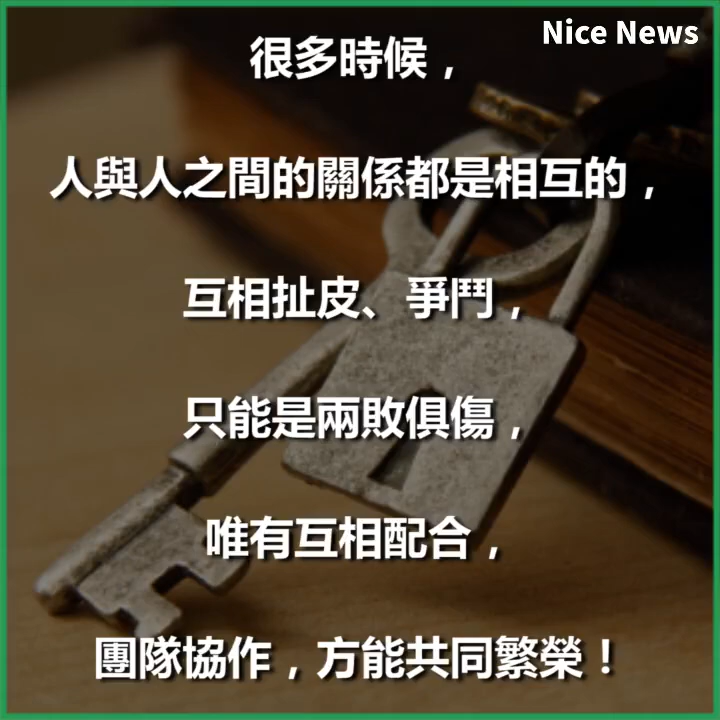 Nice News
很多時候，
人與人之間的關係都是相互的，
互相扯皮、爭鬥，
只能是兩敗俱傷，
唯有互相配合，
團隊協作，方能共同繁榮！